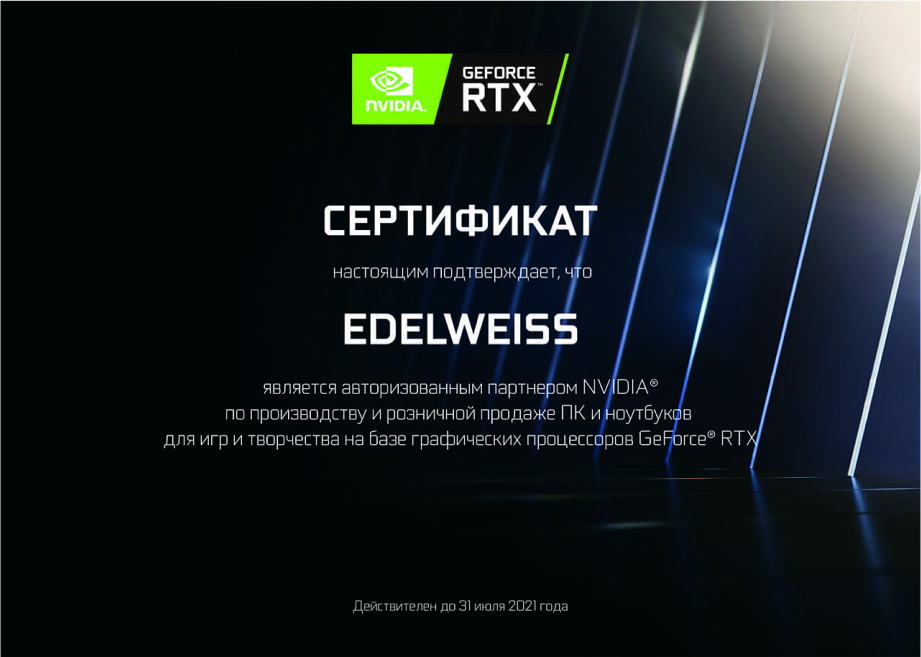 NVIDIA.
GEFORCE
RTX™
СЕРТИФИКАТ
настоящим подтверждает, что
EDELWEISS
является авторизованным партнером NVIDIA®
по производству и розничной продаже ПК и ноутбуков
для игр и творчества на базе графических процессоров GeForce® RTX
Действителен до 31 июля 2021 года